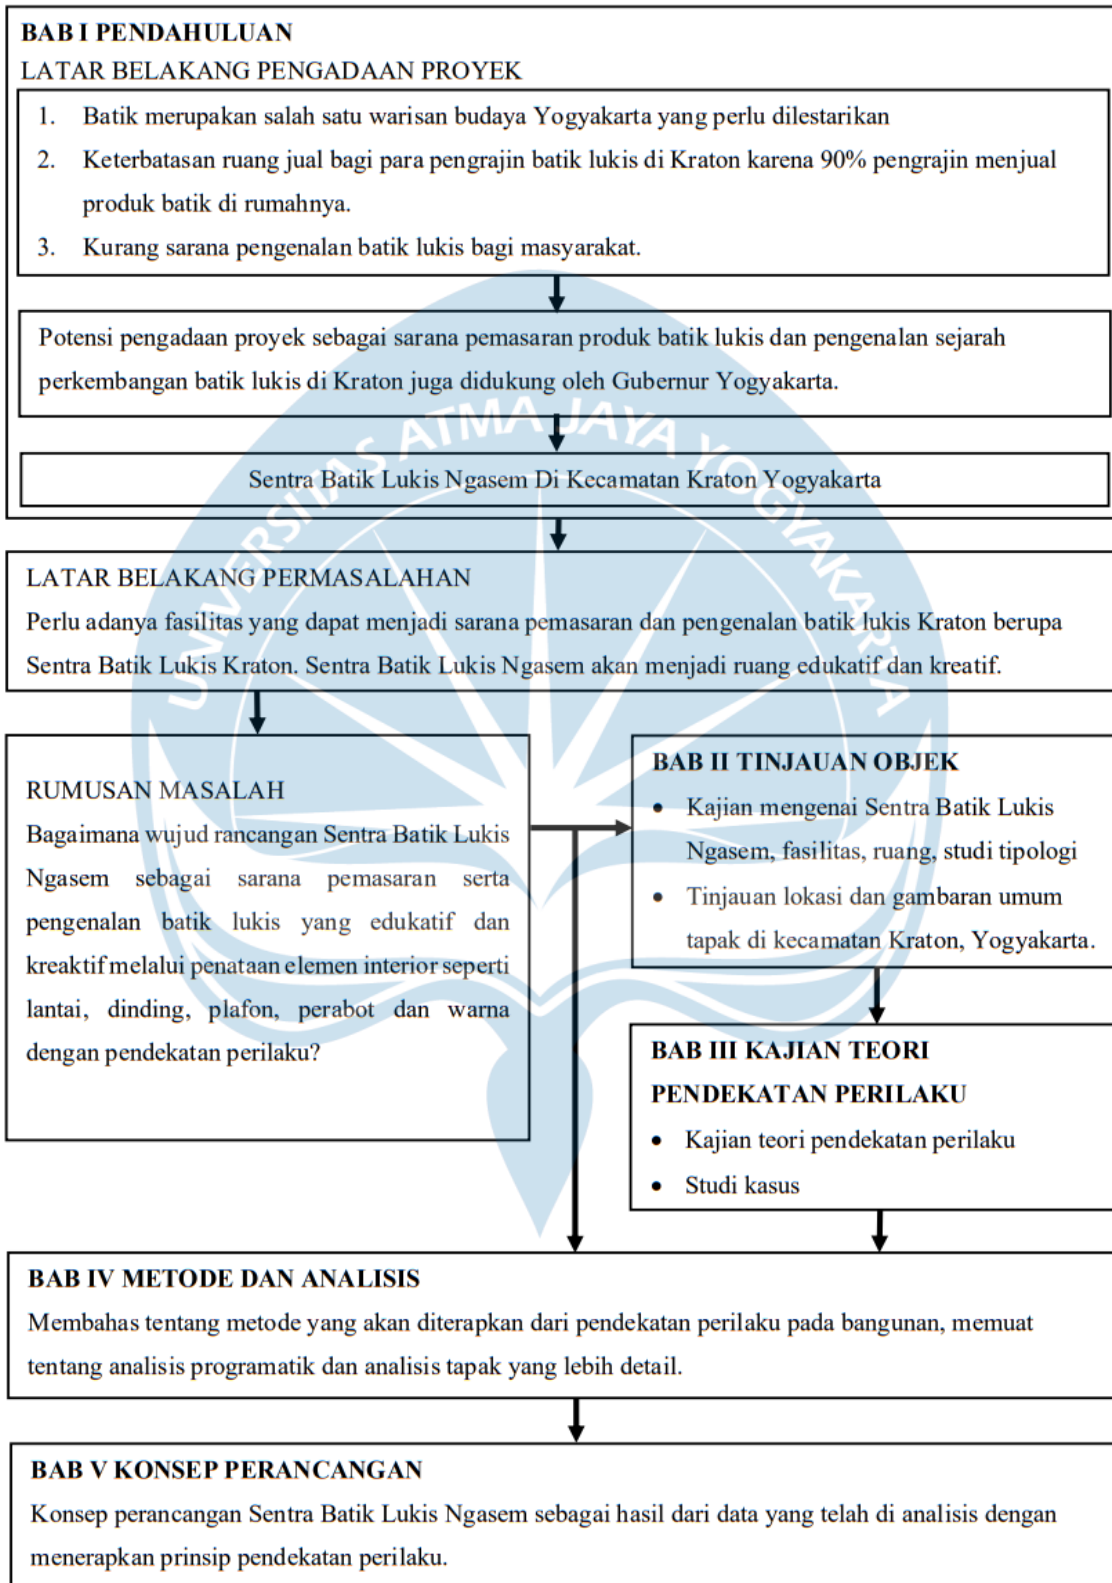 BAB I PENDAHULUAN
LATAR BELAKANG PENGADAAN PROYEK
1. Batik merupakan salah satu warisan budaya Yogyakarta yang perlu dilestarikan
2. Keterbatasan ruang jual bagi para pengrajin batik lukis di Kraton karena 90% pengrajin menjual
produk batik di rumahnya.
3. Kurang sarana pengenalan batik lukis bagi masyarakat.
Potensi pengadaan proyek sebagai sarana pemasaran produk batik lukis dan pengenalan sejarah
perkembangan batik lukis di Kraton juga didukung oleh Gubernur Yogyakarta.
UNIVERSITAS ATMA JAYA YOGYAKARTA
Sentra Batik Lukis Ngasem Di Kecamatan Kraton Yogyakarta
LATAR BELAKANG PERMASALAHAN
Perlu adanya fasilitas yang dapat menjadi sarana pemasaran dan pengenalan batik lukis Kraton berupa
Sentra Batik Lukis Kraton. Sentra Batik Lukis Ngasem akan menjadi ruang edukatif dan kreatif.
RUMUSAN MASALAH
Bagaimana wujud rancangan Sentra Batik Lukis
Ngasem sebagai sarana pemasaran serta
pengenalan batik lukis yang edukatif dan
kreaktif melalui penataan elemen interior seperti
lantai, dinding, plafon, perabot dan warna
dengan pendekatan perilaku?
BAB II TINJAUAN OBJEK
• Kajian mengenai Sentra Batik Lukis
Ngasem, fasilitas, ruang, studi tipologi
• Tinjauan lokasi dan gambaran umum
tapak di kecamatan Kraton, Yogyakarta.
BAB III KAJIAN TEORI
PENDEKATAN PERILAKU
• Kajian teori pendekatan perilaku
• Studi kasus
BAB IV METODE DAN ANALISIS
Membahas tentang metode yang akan diterapkan dari pendekatan perilaku pada bangunan, memuat
tentang analisis programatik dan analisis tapak yang lebih detail.
BAB V KONSEP PERANCANGAN
Konsep perancangan Sentra Batik Lukis Ngasem sebagai hasil dari data yang telah di analisis dengan
menerapkan prinsip pendekatan perilaku.